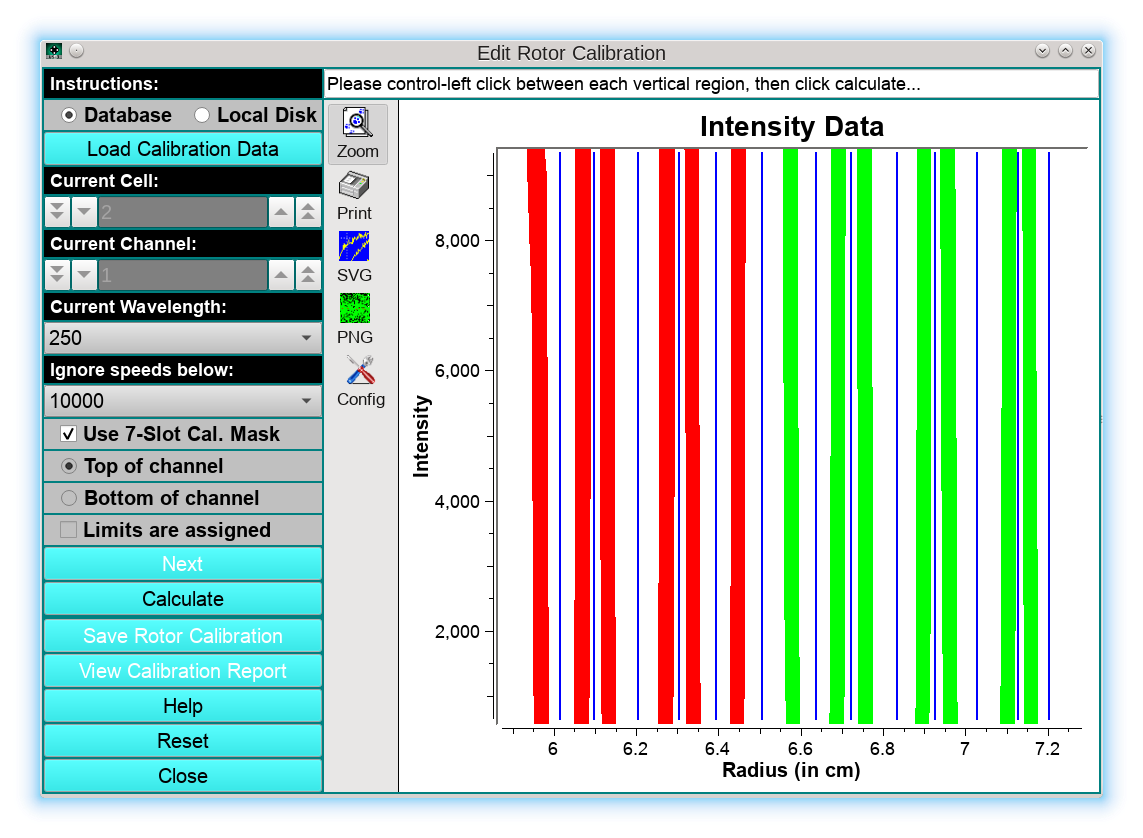 Edit Rotor Calibration
Instructions:
Please control-left click between each vertical region, then click calculate...
Database
Local Disk
Load Calibration Data
Current Cell:
2
Current Channel:
1
Current Wavelength:
250
Ignore speeds below:
10000
Use 7-Slot Cal. Mask
Top of channel
Bottom of channel
Limits are assigned
Next
Calculate
Save Rotor Calibration
View Calibration Report
Help
Reset
Close
Zoom
Print
SVG
PNG
Config
Intensity Data
Intensity
8,000
6,000
4,000
2,000
6 6.2 6.4 6.6 6.8 7 7.2
Radius (in cm)